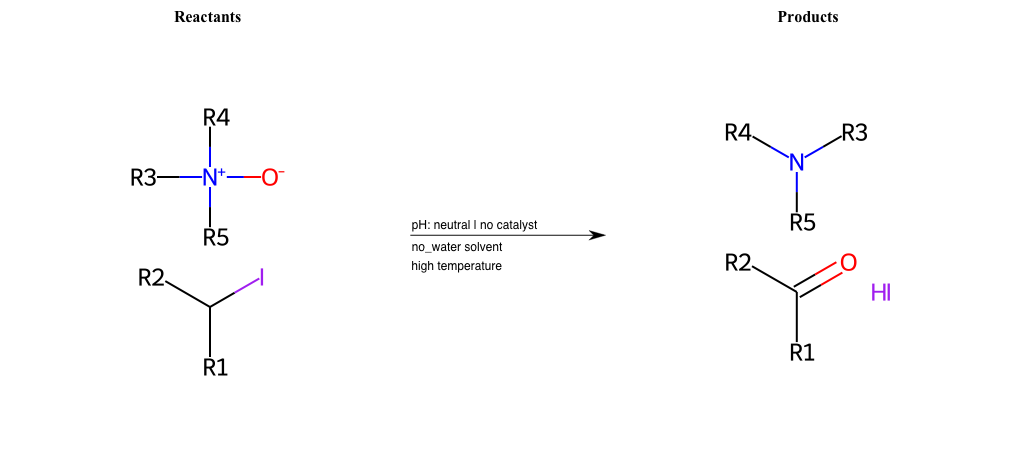 Reactants
Products
R4
R3
N+
O-
R5
R2
I
R1
pH: neutral | no catalyst
no_water solvent
high temperature
R4
R3
N
R5
R2
O
HI
R1